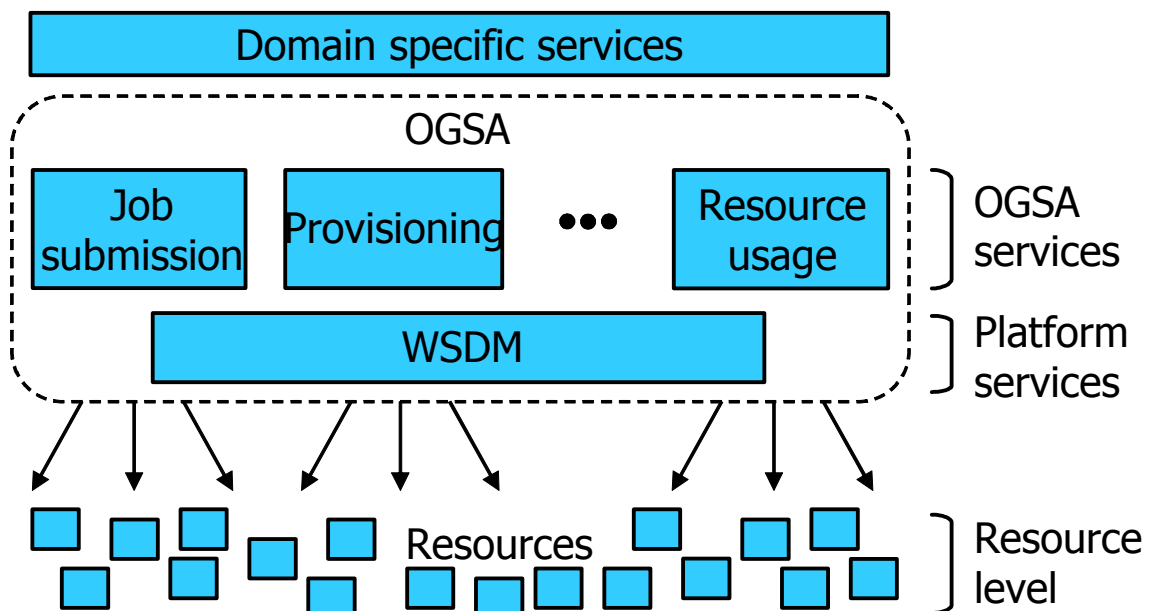 Domain specific services
OGSA
Job
submission
Provisioning
•••
Resource
usage
OGSA
services
WSDM
Platform
services
Resources
Resource
level